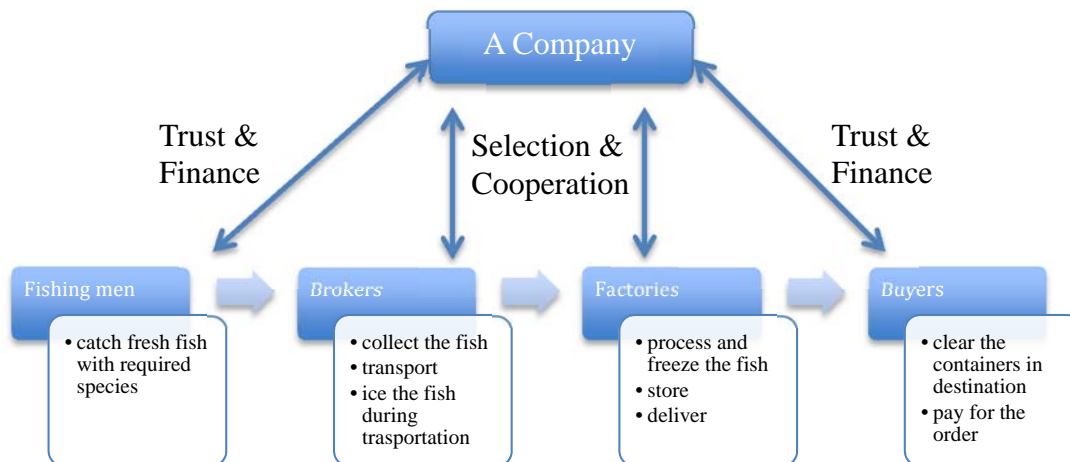 A Company
Trust &
Finance
Selection &
Cooperation
Trust &
Finance
Fishing men
• catch fresh fish
with required
species
Brokers
• collect the fish
• transport
• ice the fish
during
trasportation
Factories
• process and
freeze the fish
• store
• deliver
Buyers
• clear the
containers in
destination
• pay for the
order